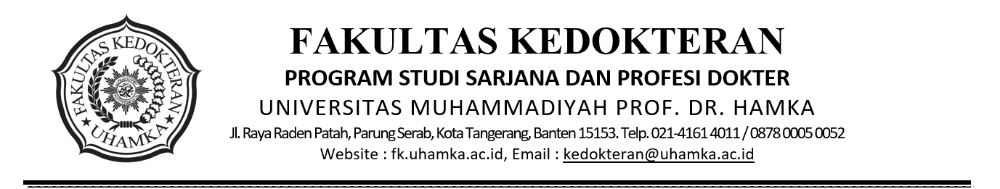 FAKULTAS KEDOKTERAN
UHAMKA
FAKULTAS KEDOKTERAN
PROGRAM STUDI SARJANA DAN PROFESI DOKTER
UNIVERSITAS MUHAMMADIYAH PROF. DR. HAMKA
Jl. Raya Raden Patah, Parung Serab, Kota Tangerang, Banten 15153. Telp. 021-4161 4011 / 0878 0005 0052
Website : fk.uhamka.ac.id, Email : kedokteran@uhamka.ac.id